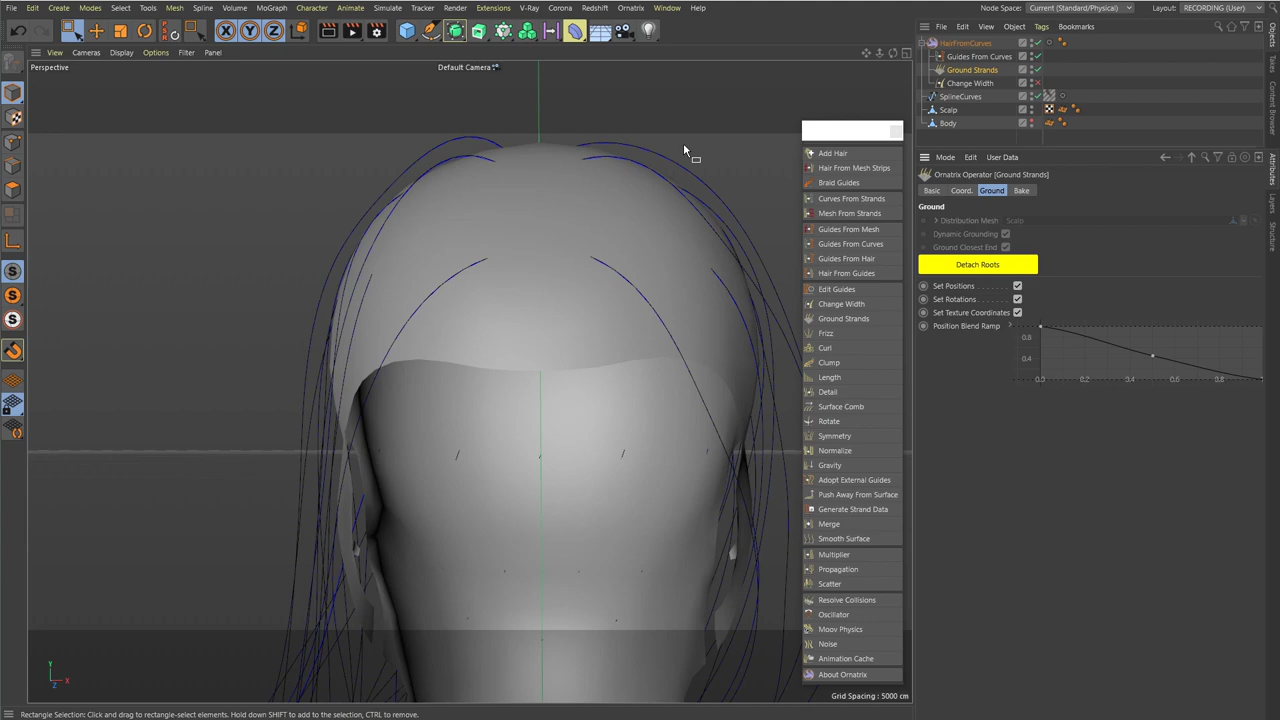 File Edit Create Modes Select Tools Mesh Spline Volume MoGraph Character Animate Simulate Tracker Render Extensions V-Ray Corona Redshift Ornatrix Window Help Node Space: Current (Standard/Physical) Layout: RECORDING (User)
File Edit View Object Tags Bookmarks
HairFromCurves
Guides From Curves
Ground Strands
Change Width
SplineCurves
Scalp
Body
Objects
Takes
Content Browser
View Cameras Display Options Filter Panel
Perspective
Default Camera
X Y Z
PSR
S
S
S
Add Hair
Hair From Mesh Strips
Braid Guides
Curves From Strands
Mesh From Strands
Guides From Mesh
Guides From Curves
Guides From Hair
Hair From Guides
Edit Guides
Change Width
Ground Strands
Frizz
Curl
Clump
Length
Detail
Surface Comb
Rotate
Symmetry
Normalize
Gravity
Adopt External Guides
Push Away From Surface
Generate Strand Data
Merge
Smooth Surface
Multiplier
Propagation
Scatter
Resolve Collisions
Oscillator
Moov Physics
Noise
Animation Cache
About Ornatrix
Mode Edit User Data
Ornatrix Operator [Ground Strands]
Basic Coord. Ground Bake
Ground
Distribution Mesh Scalp
Dynamic Grounding
Ground Closest End
Detach Roots
Set Positions
Set Rotations
Set Texture Coordinates
Position Blend Ramp
0.8
0.4
0.0 0.2 0.4 0.6 0.8
Attributes
Layers
Structure
Y
X
Z
Grid Spacing : 5000 cm
Rectangle Selection: Click and drag to rectangle-select elements. Hold down SHIFT to add to the selection, CTRL to remove.